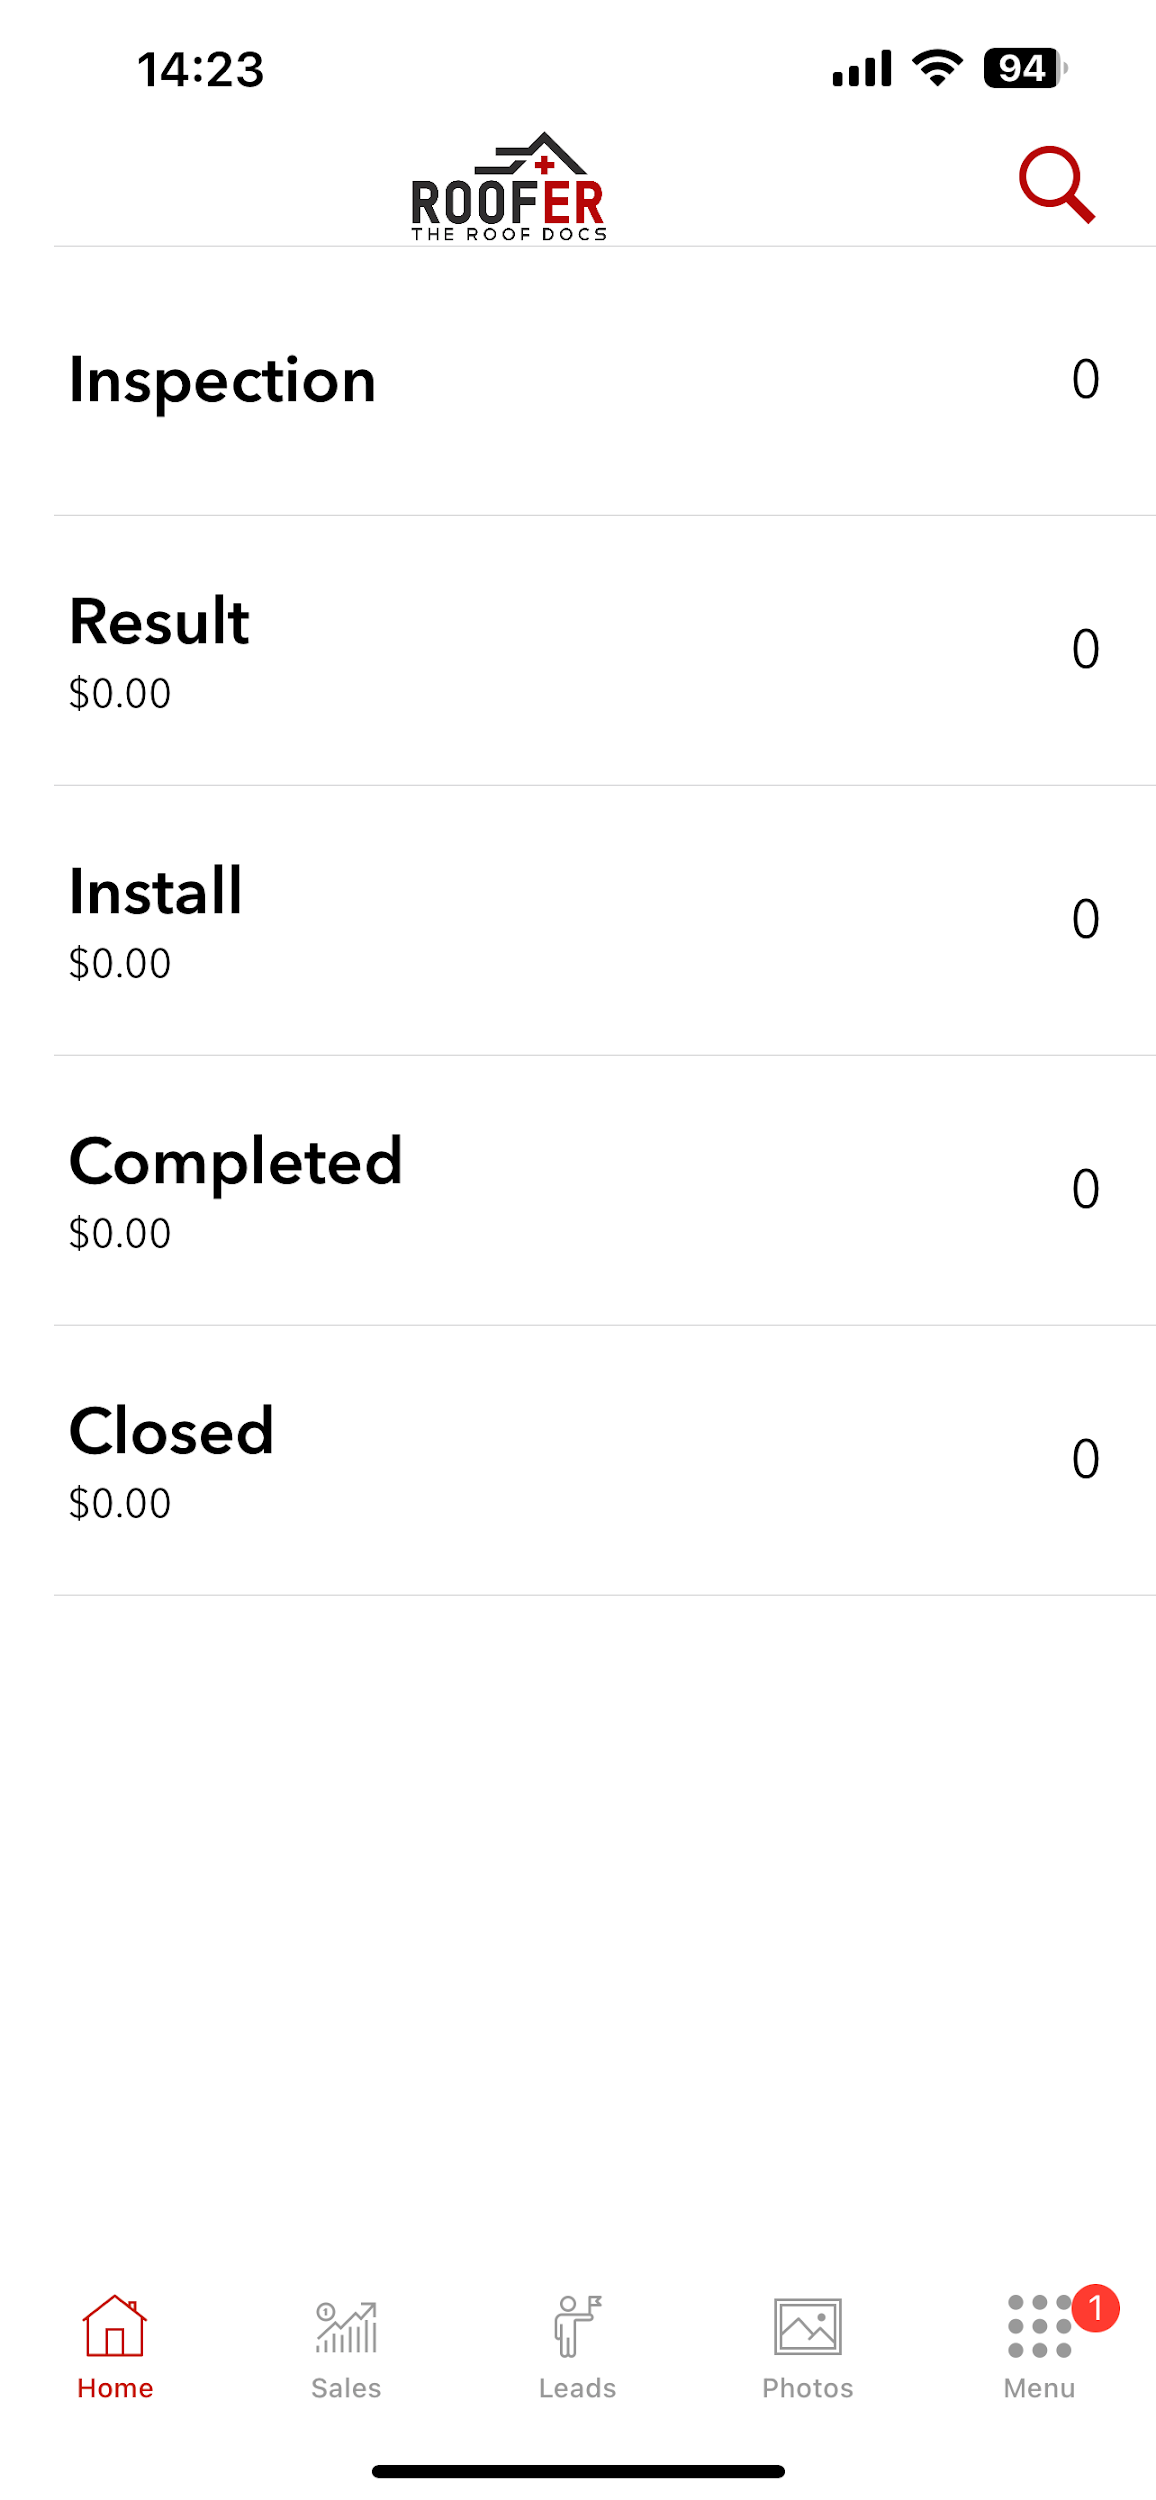 14:23
94
ROOFER
THE ROOF DOCS
Inspection
0
Result
0
$0.00
Install
0
$0.00
Completed
0
$0.00
Closed
0
$0.00
1
1
Home
Sales
Leads
Photos
Menu